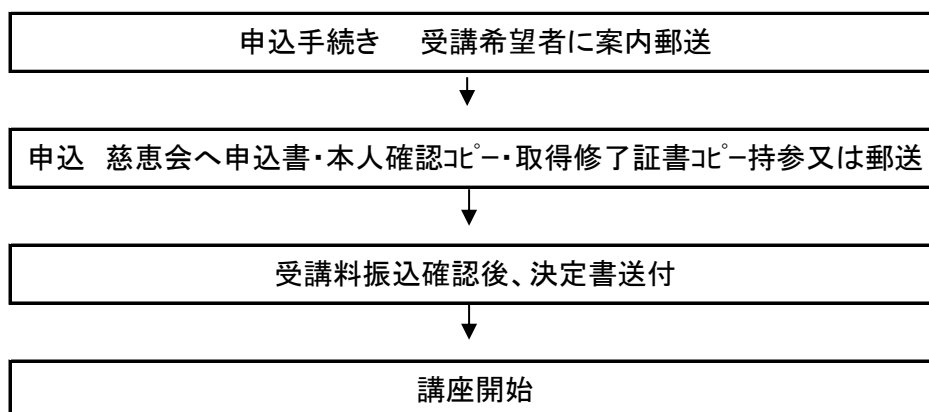 申込手続き　　受講希望者に案内郵送
申込　慈恵会へ申込書・本人確認ｺﾋﾟｰ・取得修了証書ｺﾋﾟｰ持参又は郵送
受講料振込確認後、決定書送付
講座開始